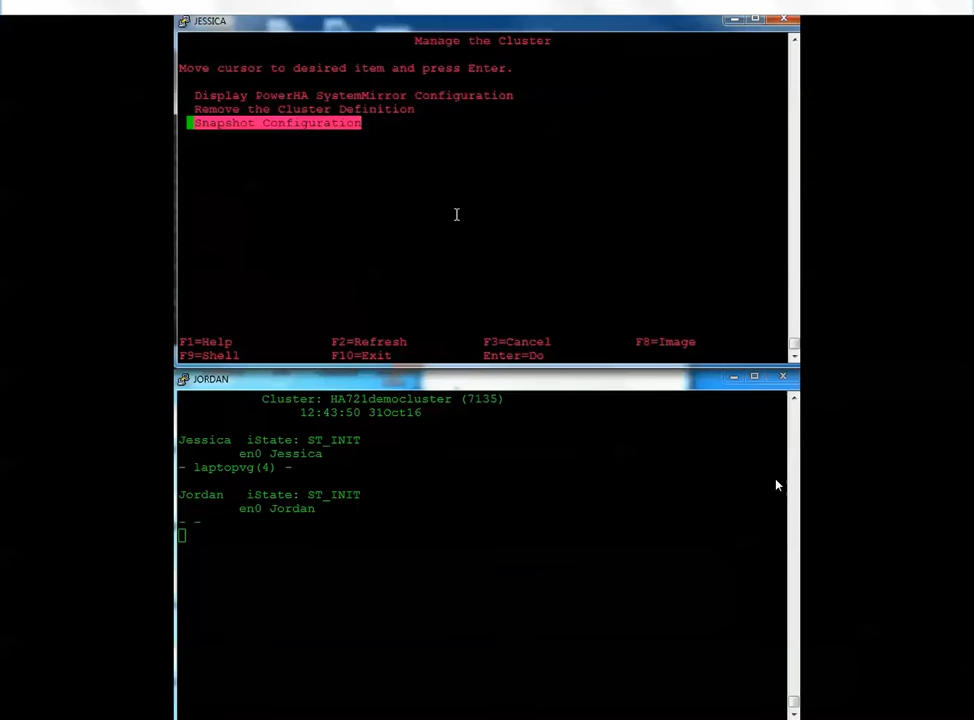 JESSICA
Manage the Cluster
Move cursor to desired item and press Enter.
Display PowerHA SystemMirror Configuration
Remove the Cluster Definition
Snapshot Configuration
F1=Help F2=Refresh F3=Cancel F8=Image
F9=Shell F10=Exit Enter=Do
JORDAN
Cluster: HA721democluster (7135)
12:43:50 31Oct16
Jessica iState: ST_INIT
en0 Jessica
- laptopvg(4) -
Jordan iState: ST_INIT
en0 Jordan
- -